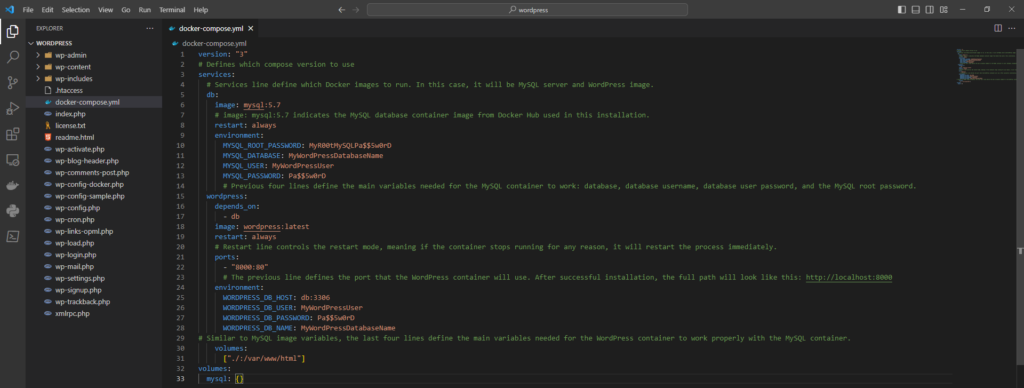 File Edit Selection View Go Run Terminal Help
wordpress
EXPLORER
docker-compose.yml
WORDPRESS
docker-compose.yml
wp-admin
wp-content
wp-includes
.htaccess
docker-compose.yml
index.php
license.txt
readme.html
wp-activate.php
wp-blog-header.php
wp-comments-post.php
wp-config-docker.php
wp-config-sample.php
wp-config.php
wp-cron.php
wp-links-opml.php
wp-load.php
wp-login.php
wp-mail.php
wp-settings.php
wp-signup.php
wp-trackback.php
xmlrpc.php
1 version: "3"
2 # Defines which compose version to use
3 services:
4 # Services line define which Docker images to run. In this case, it will be MySQL server and WordPress image.
5 db:
6 image: mysql:5.7
7 # image: mysql:5.7 indicates the MySQL database container image from Docker Hub used in this installation.
8 restart: always
9 environment:
10 MYSQL_ROOT_PASSWORD: MyR00tMySQLPa$$5w0rD
11 MYSQL_DATABASE: MyWordPressDatabaseName
12 MYSQL_USER: MyWordPressUser
13 MYSQL_PASSWORD: Pa$$5w0rD
14 # Previous four lines define the main variables needed for the MySQL container to work: database, database username, database user password, and the MySQL root password.
15 wordpress:
16 depends_on:
17 - db
18 image: wordpress:latest
19 restart: always
20 # Restart line controls the restart mode, meaning if the container stops running for any reason, it will restart the process immediately.
21 ports:
22 - "8000:80"
23 # The previous line defines the port that the WordPress container will use. After successful installation, the full path will look like this: http://localhost:8000
24 environment:
25 WORDPRESS_DB_HOST: db:3306
26 WORDPRESS_DB_USER: MyWordPressUser
27 WORDPRESS_DB_PASSWORD: Pa$$5w0rD
28 WORDPRESS_DB_NAME: MyWordPressDatabaseName
29 # Similar to MySQL image variables, the last four lines define the main variables needed for the WordPress container to work properly with the MySQL container.
30 volumes:
31 ["./:/var/www/html"]
32 volumes:
33 mysql: {}